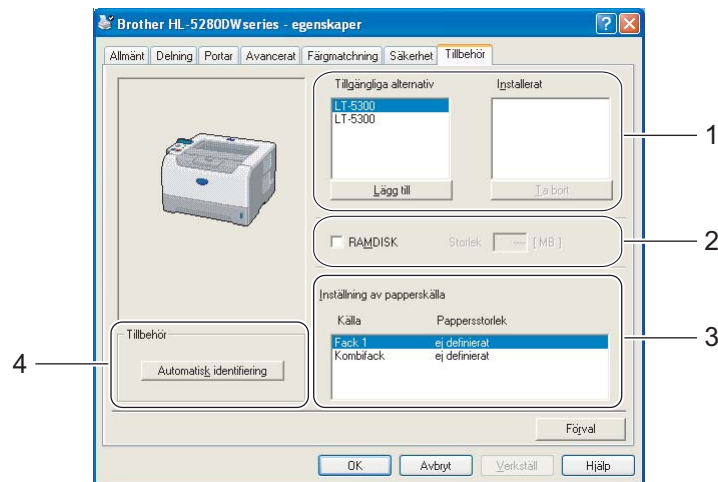 Brother HL-5280DW series - egenskaper
Allmänt Delning Portar Avancerat Färgmatchning Säkerhet Tillbehör
Tillgängliga alternativ
LT-5300
LT-5300
Lägg till
Installerat
Ta bort
1
RAMDISK Storlek --- [ MB ]
2
Inställning av papperskälla
Källa Pappersstorlek
Fack 1 ej definierat
Kombifack ej definierat
3
Tillbehör
Automatisk identifiering
4
Förval
OK Avbryt Verkställ Hjälp